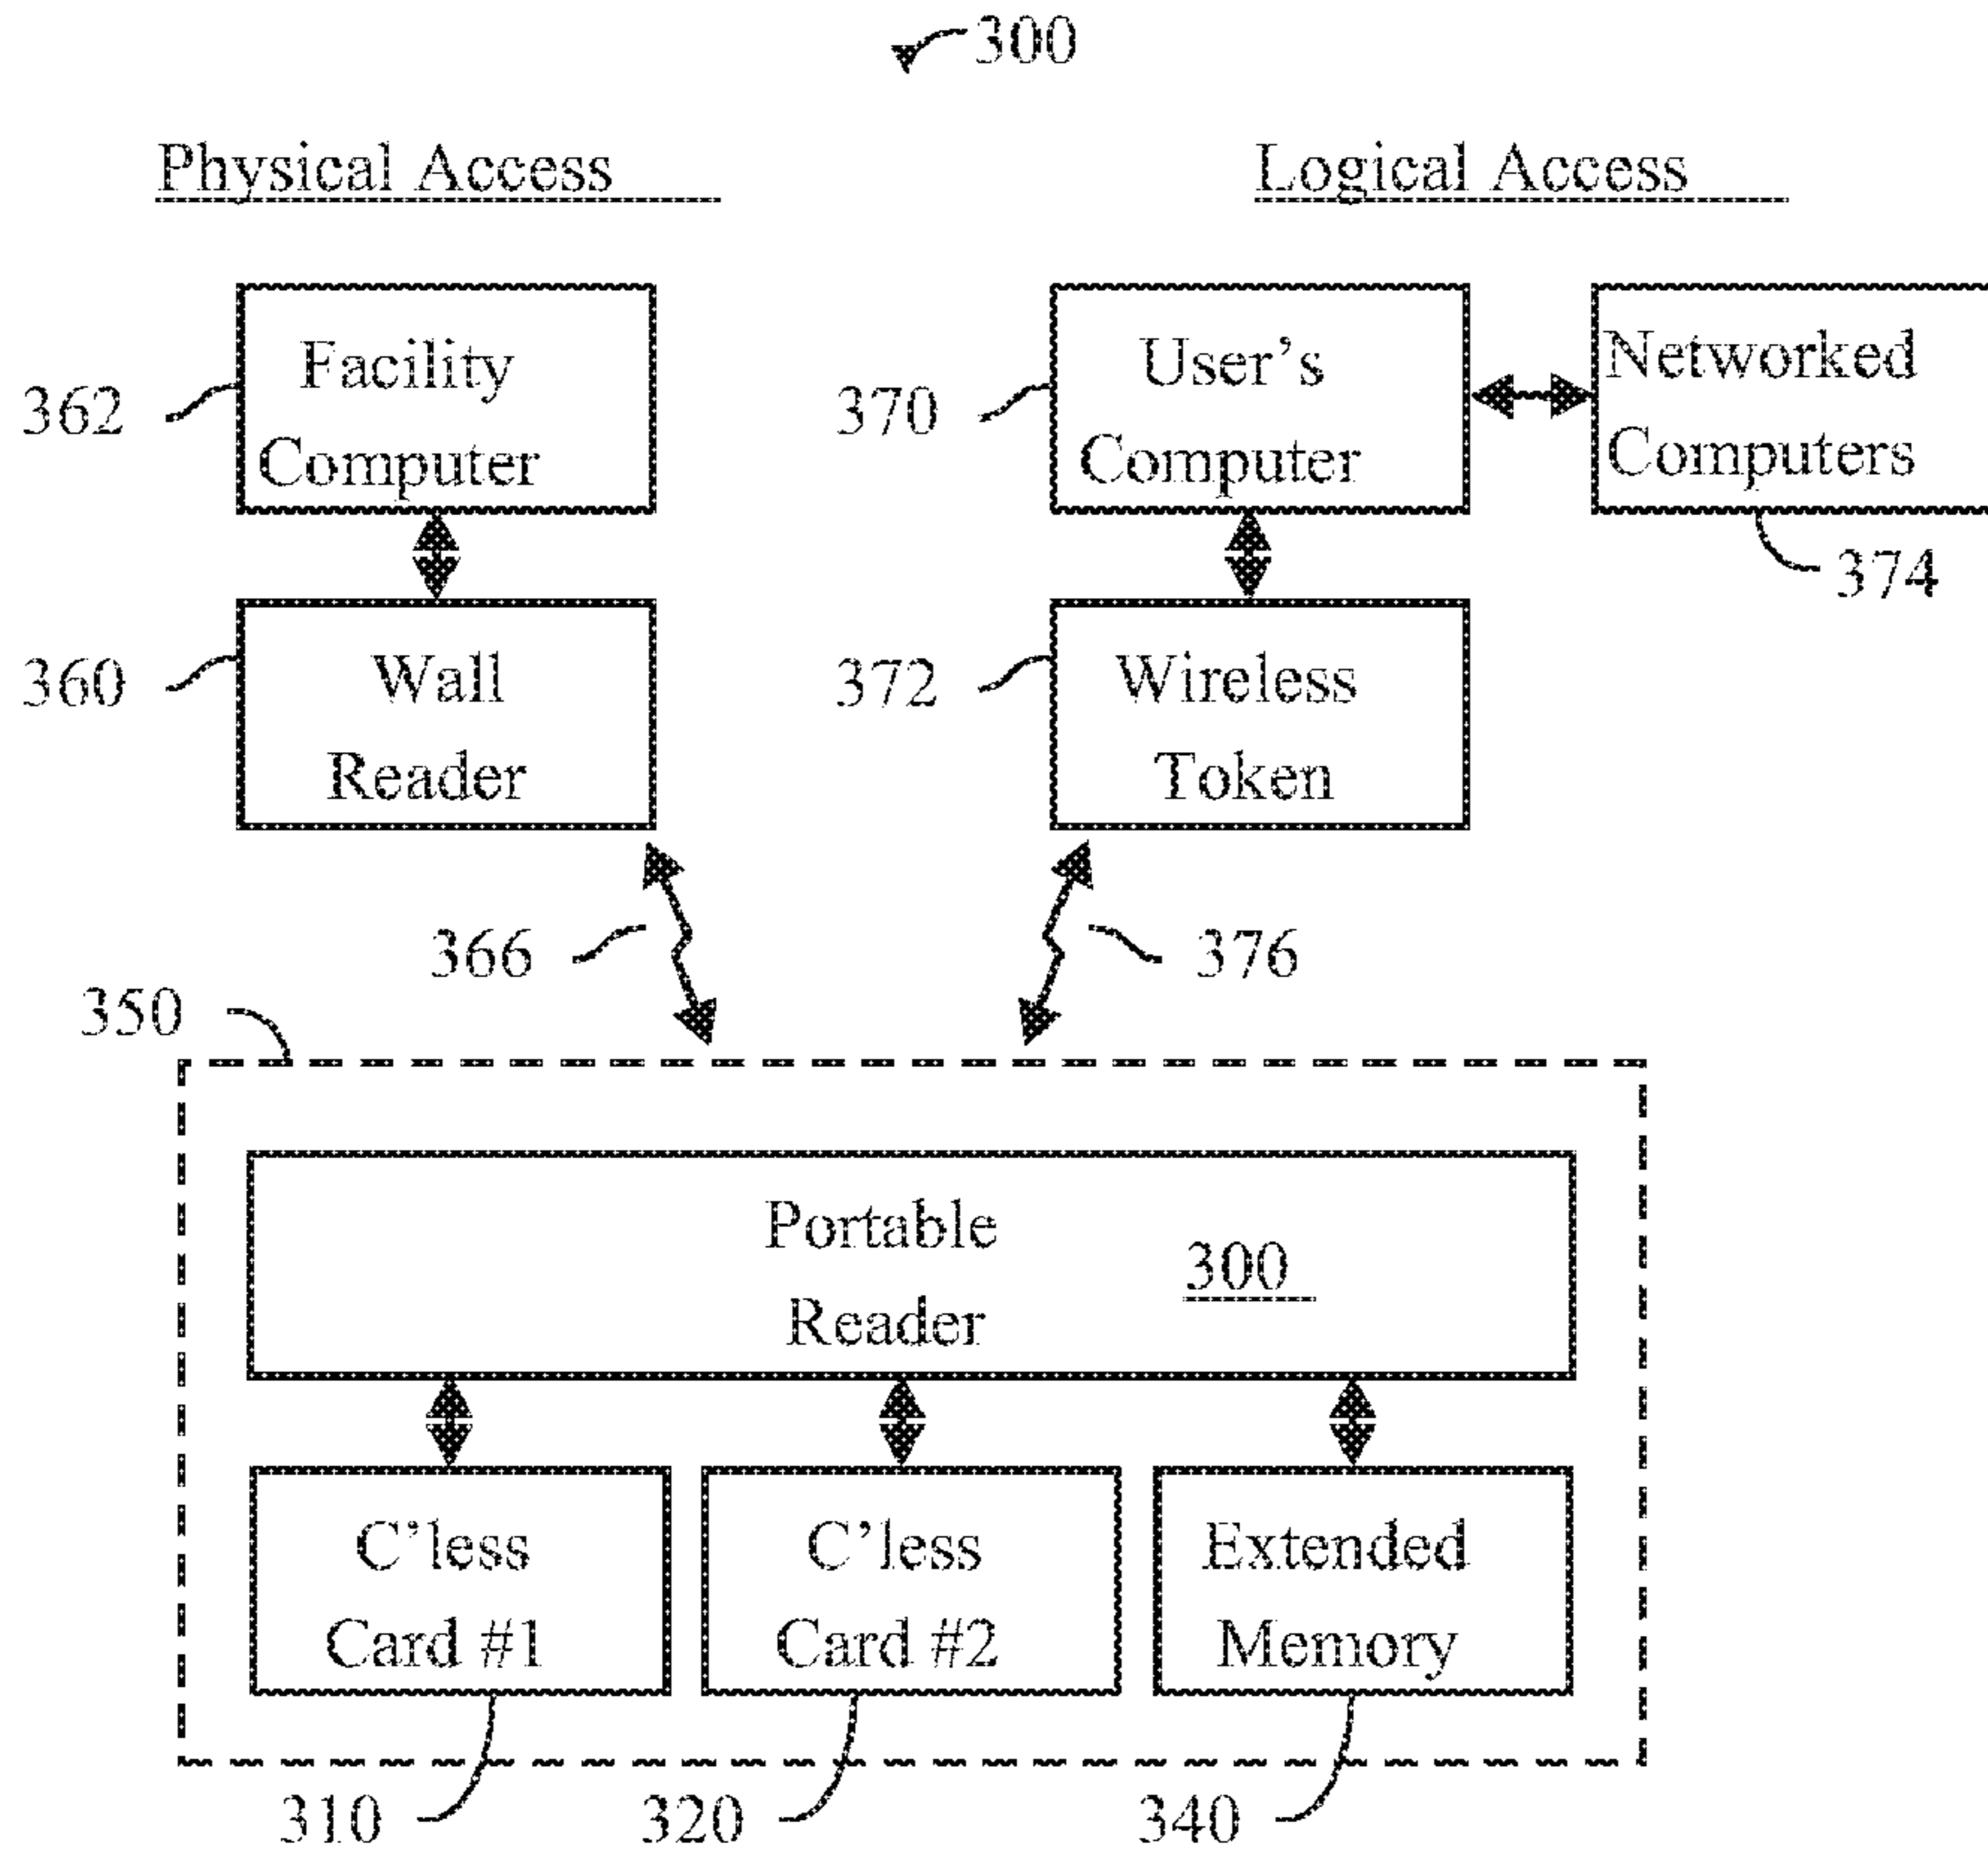 300
Physical Access
Logical Access
Facility
Computer
362
User's
Computer
370
Networked
Computers
374
Wall
Reader
360
Wireless
Token
372
366
376
350
Portable
Reader
300
C'less
Card #1
C'less
Card #2
Extended
Memory
310
320
340